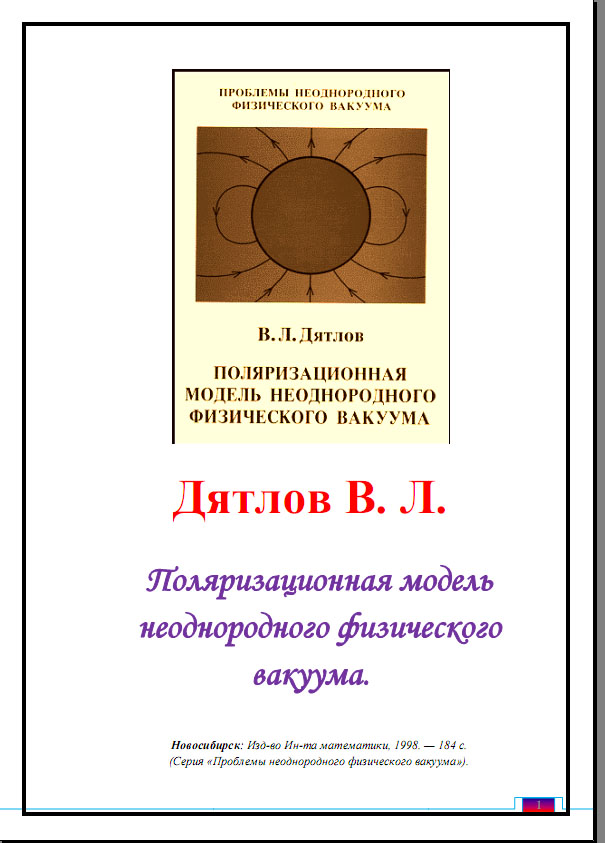 ПРОБЛЕМЫ НЕОДНОРОДНОГО
ФИЗИЧЕСКОГО ВАКУУМА
В. Л. Дятлов
ПОЛЯРИЗАЦИОННАЯ
МОДЕЛЬ НЕОДНОРОДНОГО
ФИЗИЧЕСКОГО ВАКУУМА
Дятлов В. Л.
Поляризационная модель
неоднородного физического
вакуума.
Новосибирск: Изд-во Ин-та математики, 1998. — 184 с.
(Серия «Проблемы неоднородного физического вакуума»).
1